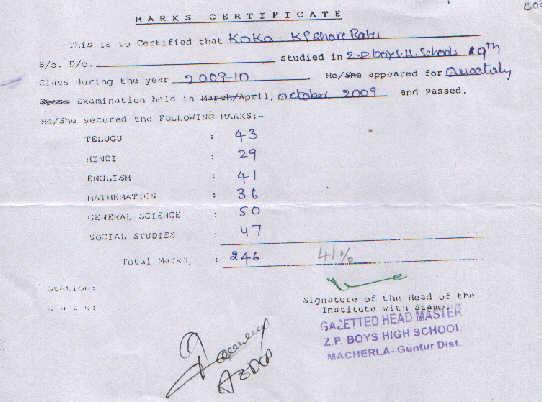 MARKS CERTIFICATE
This is to Certified that Koka Kishore Babu
S/o. D/o. studied in Z.P. Boys.H. School 9th
Class during the year 2009-10 He/She appeared for Quarterly
Examination held in March/April, October 2009 and Passed.
He/She secured the FOLLOWING MARKS:-
TELUGU : 43
HINDI : 29
ENGLISH : 41
MATHEMATICS : 36
GENERAL SCIENCE : 50
SOCIAL STUDIES : 47
Total Marks, : 246 41%
Station:
Signature of the Head of the
Institute with Stamp
GAZETTED HEAD MASTER
Z.P. BOYS HIGH SCHOOL
MACHERLA- Guntur Dist.